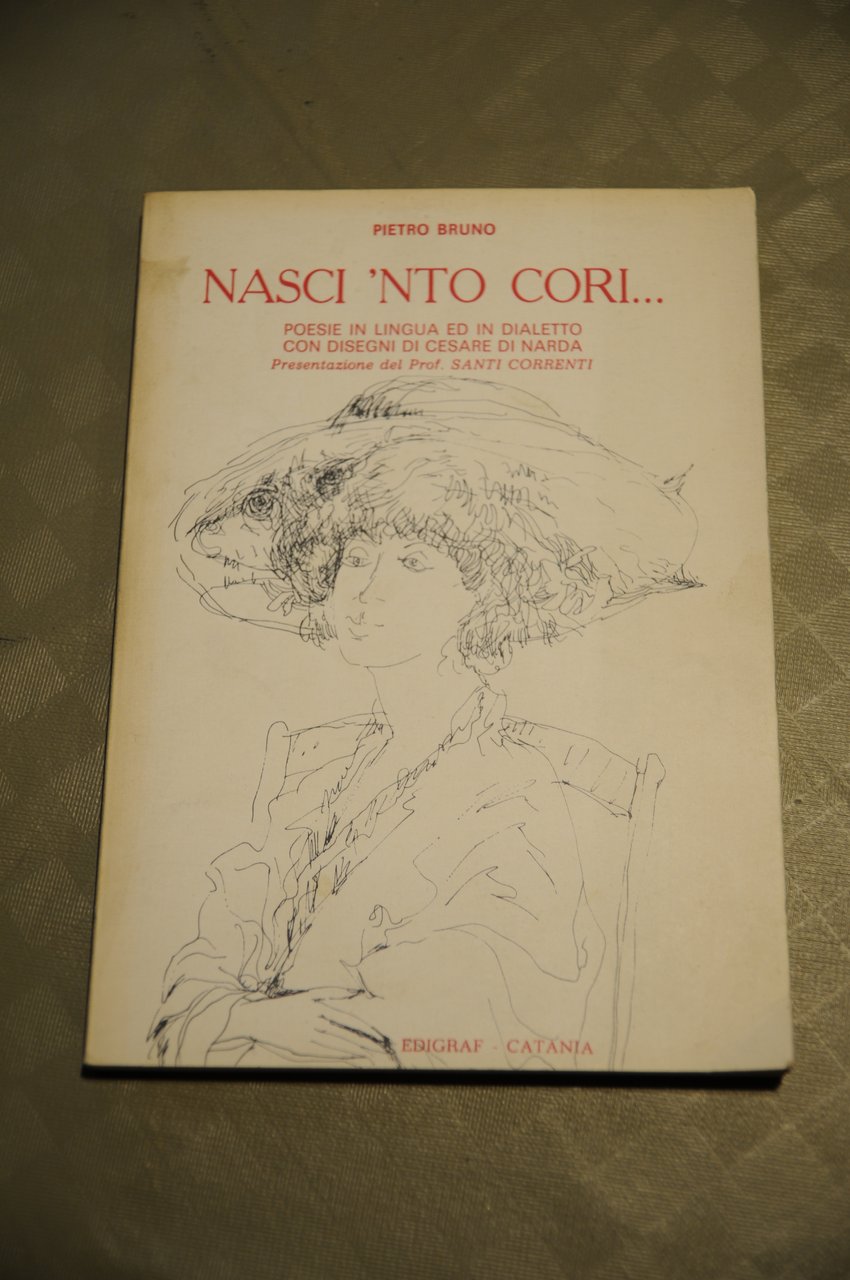 PIETRO BRUNO
NASCI 'NTO CORI...
POESIE IN LINGUA ED IN DIALETTO
CON DISEGNI DI CESARE DI NARDA
Presentazione del Prof. SANTI CORRENTI
EDIGRAF - CATANIA